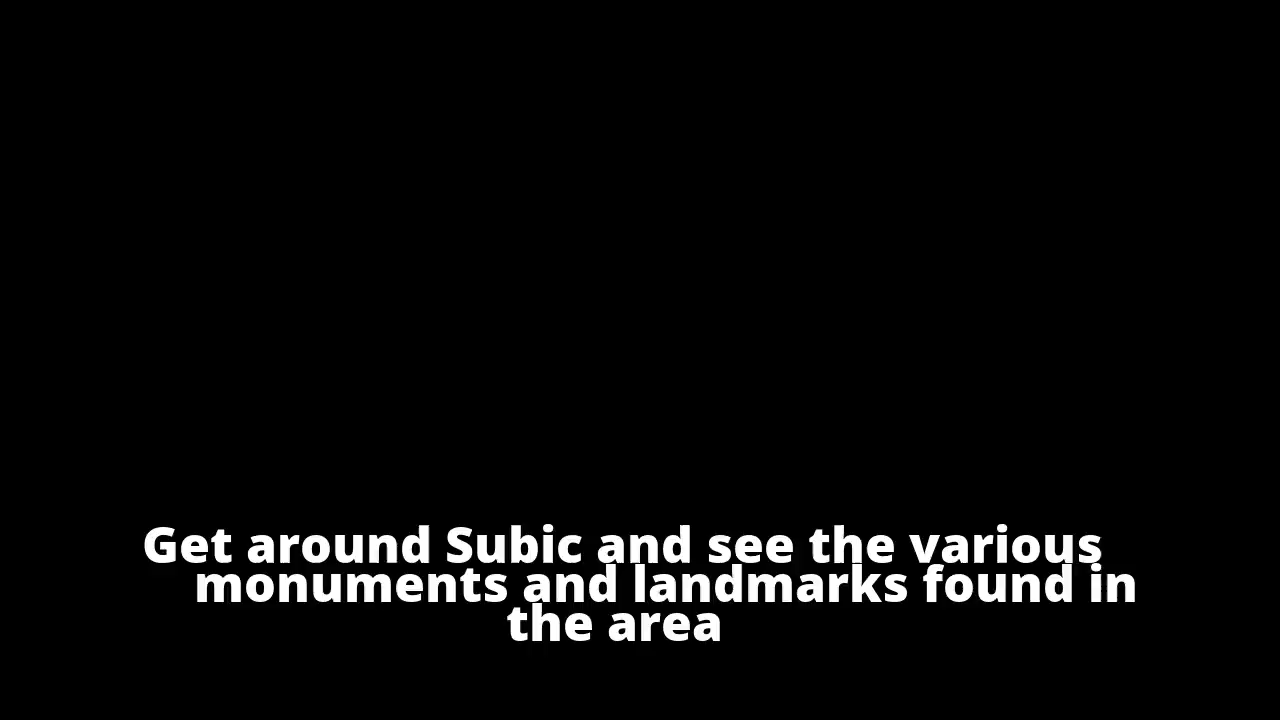 Get around Subic and see the various
monuments and landmarks found in
the area